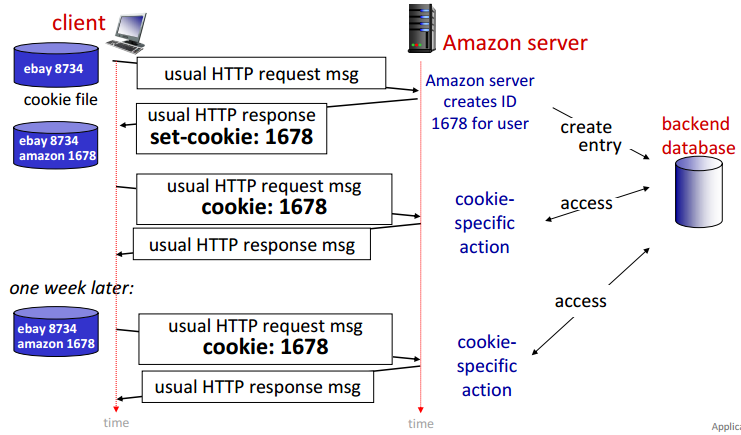 client
Amazon server
ebay 8734
usual HTTP request msg
cookie file
Amazon server
creates ID
1678 for user
usual HTTP response
set-cookie: 1678
create
entry
backend
database
ebay 8734
amazon 1678
usual HTTP request msg
cookie: 1678
cookie-
specific
action
access
usual HTTP response msg
one week later:
access
ebay 8734
amazon 1678
usual HTTP request msg
cookie: 1678
cookie-
specific
action
usual HTTP response msg
time
time
Applica